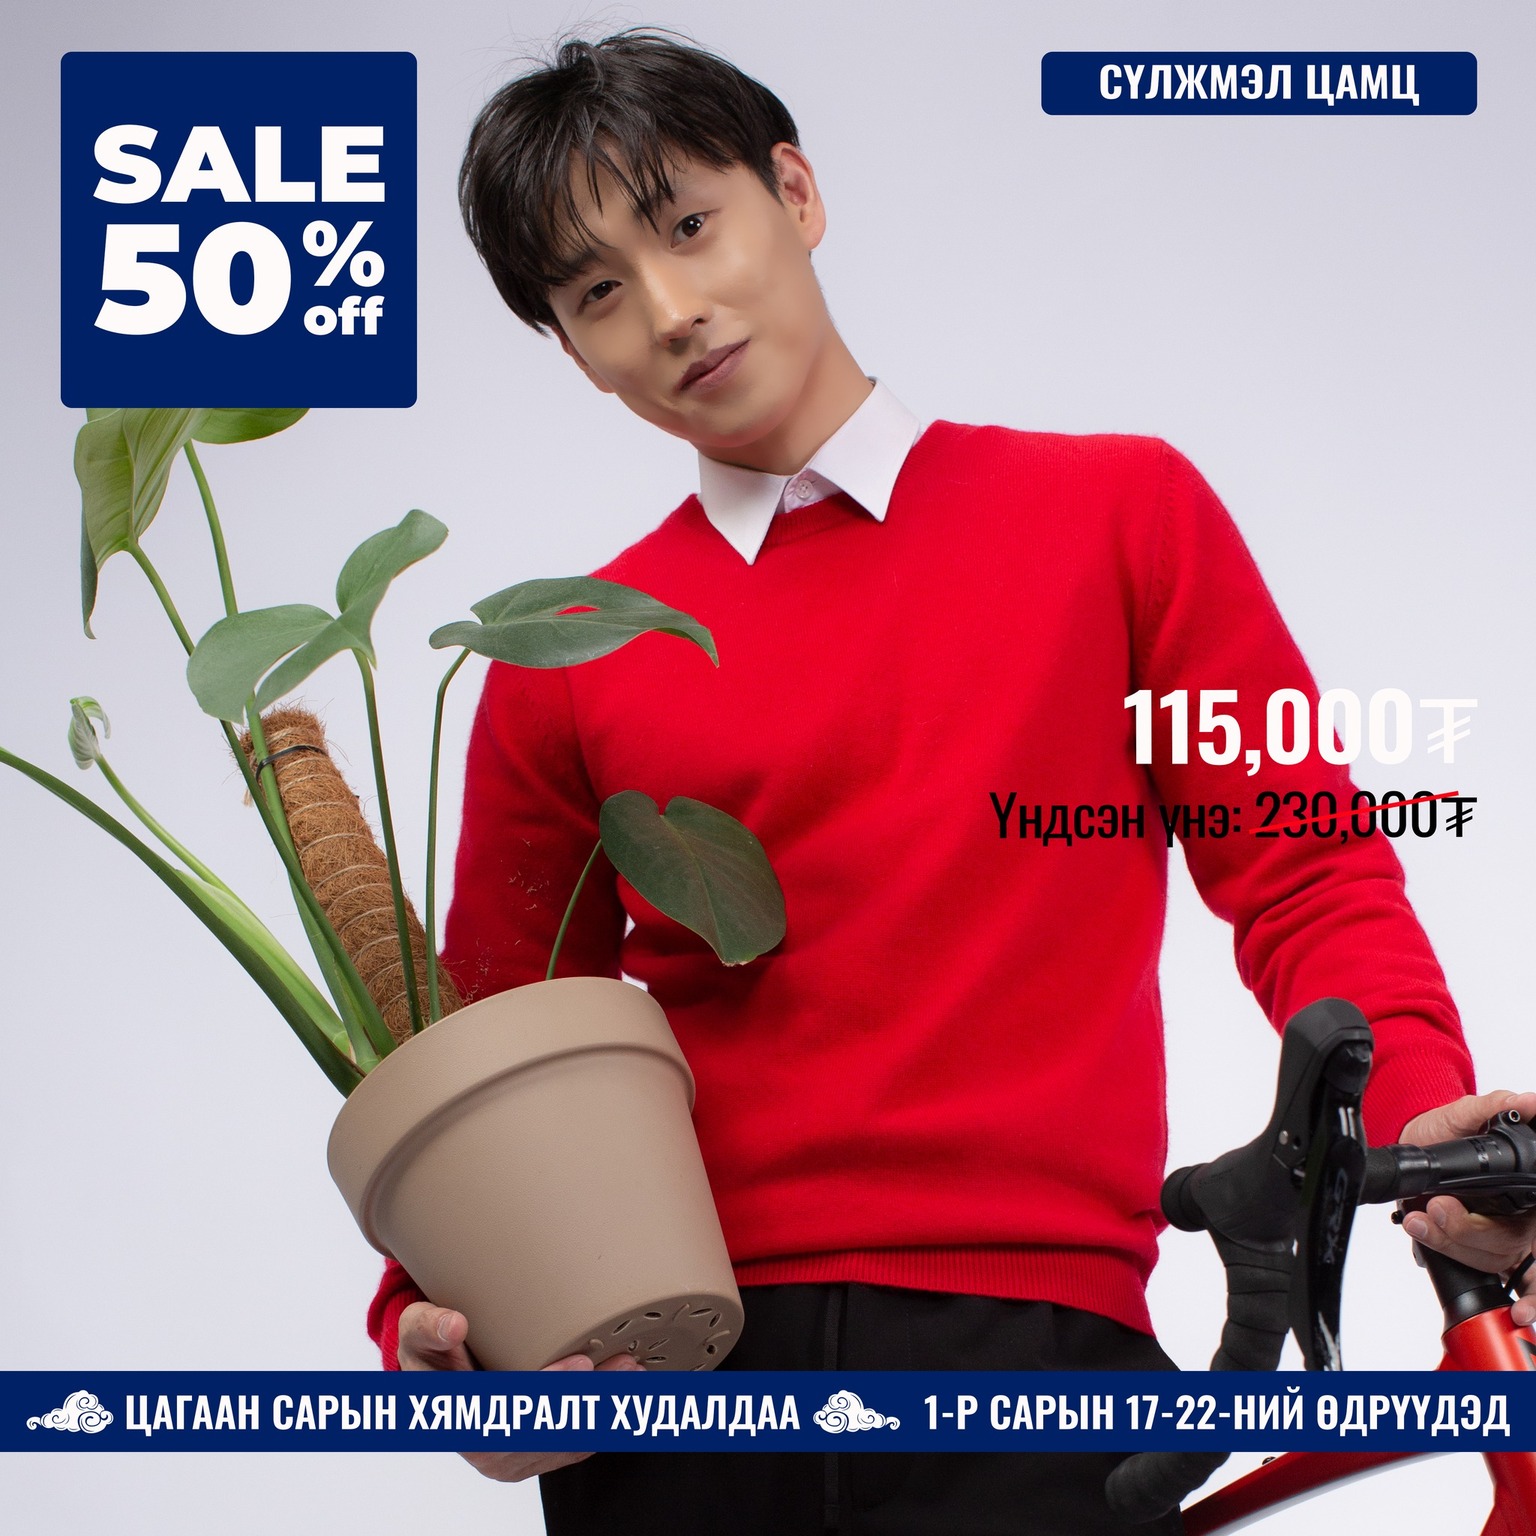 SALE
50%
off
СҮЛЖМЭЛ ЦАМЦ
115,000₮
Үндсэн үнэ: 230,000₮
GRX
ЦАГААН САРЫН ХЯМДРАЛТ ХУДАЛДАА 1-Р САРЫН 17-22-НИЙ ӨДРҮҮДЭД